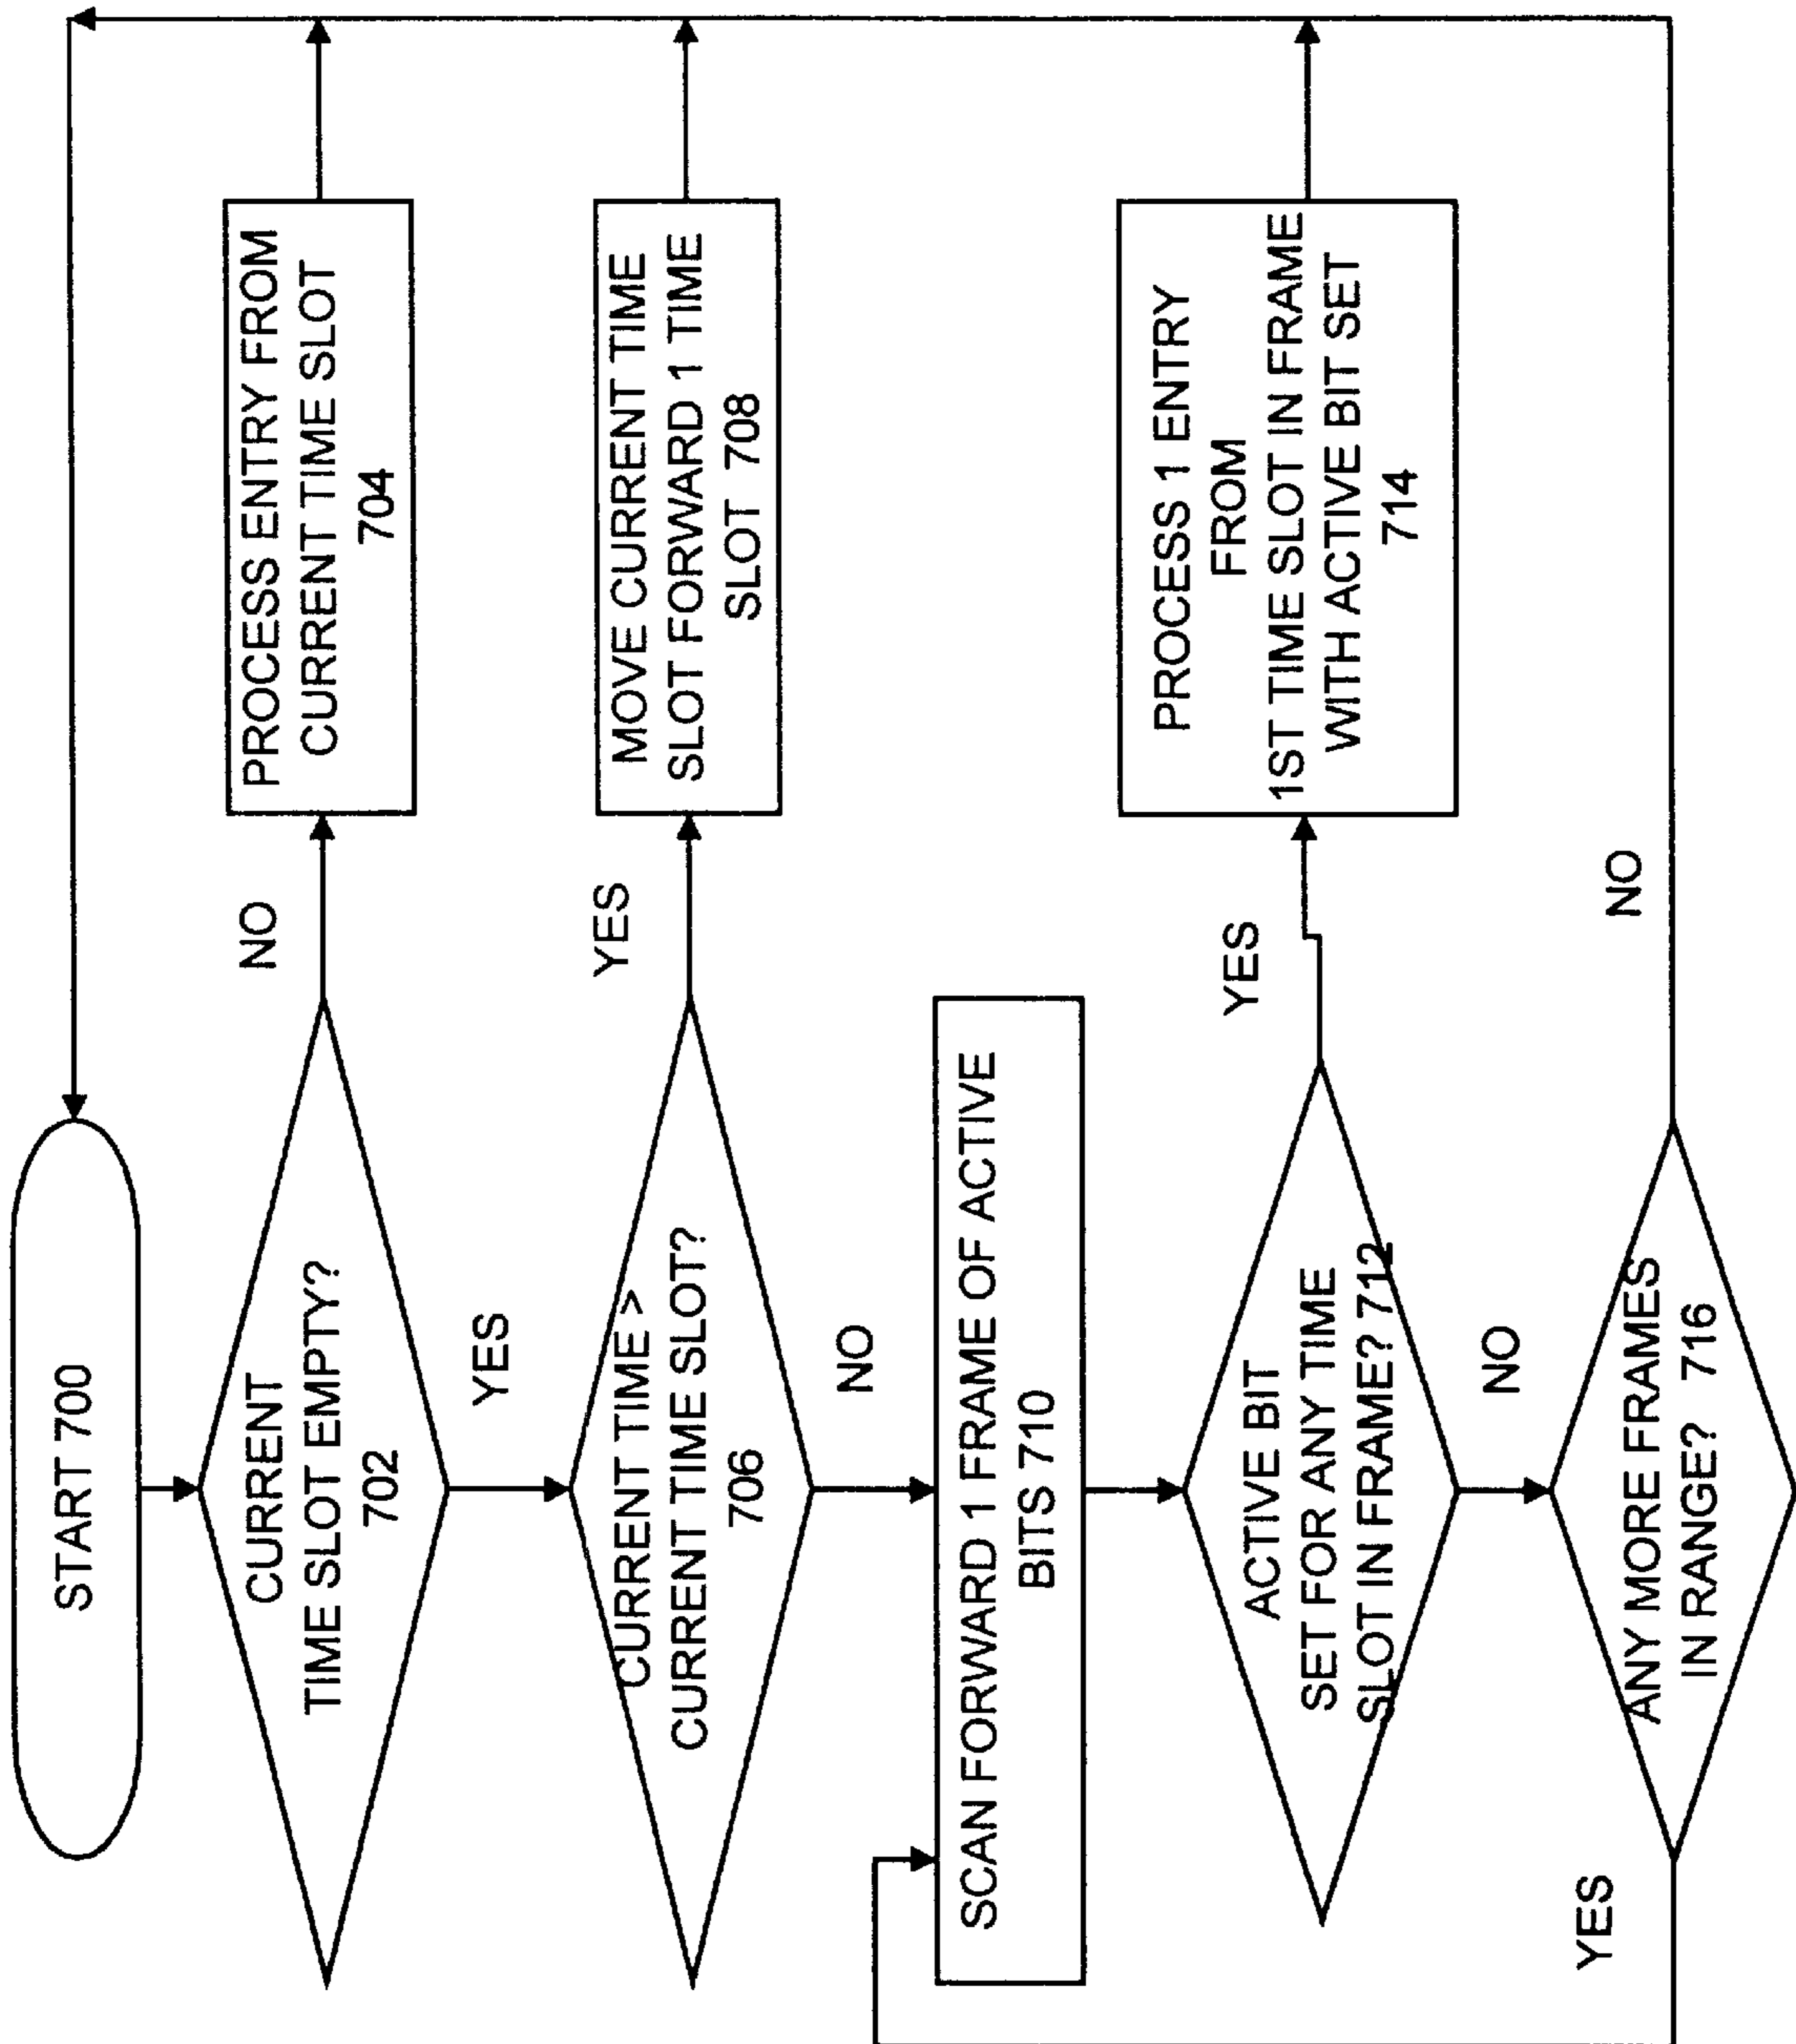 START 700
CURRENT
TIME SLOT EMPTY?
702
NO
PROCESS ENTRY FROM
CURRENT TIME SLOT
704
YES
CURRENT TIME >
CURRENT TIME SLOT?
706
YES
MOVE CURRENT TIME
SLOT FORWARD 1 TIME
SLOT 708
NO
SCAN FORWARD 1 FRAME OF ACTIVE
BITS 710
ACTIVE BIT
SET FOR ANY TIME
SLOT IN FRAME? 712
YES
PROCESS 1 ENTRY
FROM
1ST TIME SLOT IN FRAME
WITH ACTIVE BIT SET
714
NO
ANY MORE FRAMES
IN RANGE? 716
YES
NO